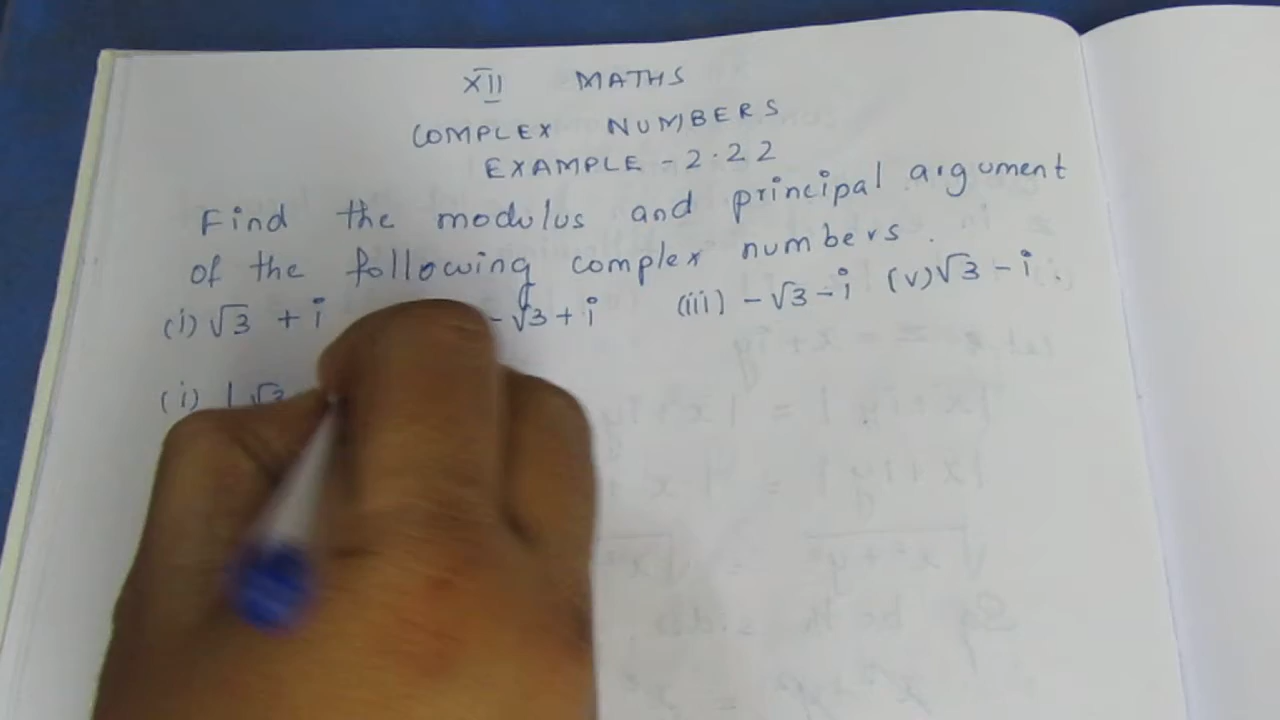 XII MATHS
COMPLEX NUMBERS
EXAMPLE - 2.22
Find the modulus and principal argument
of the following complex numbers.
(i) √3 + i -√3 + i (iii) -√3 - i (v) √3 - i.
(i) | √3